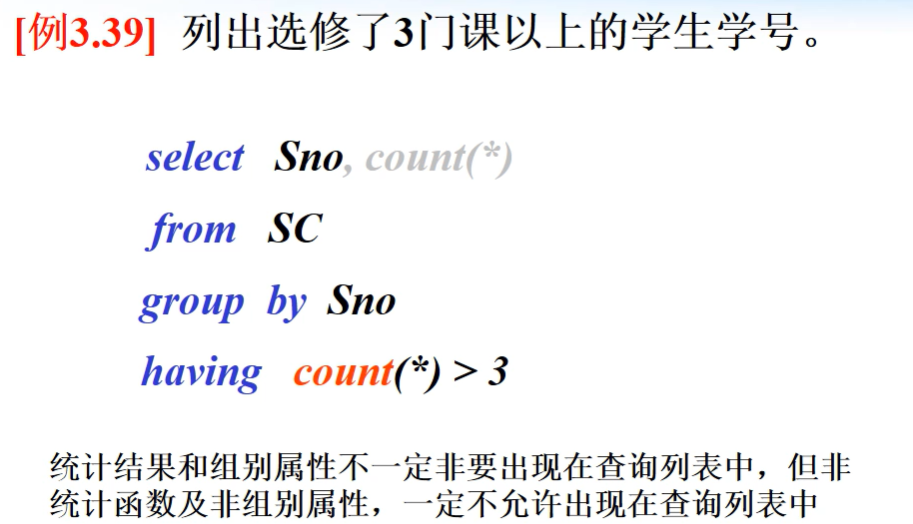 [例3.39] 列出选修了3门课以上的学生学号。
select Sno, count(*)
from SC
group by Sno
having count(*) > 3
统计结果和组别属性不一定非要出现在查询列表中，但非
统计函数及非组别属性，一定不允许出现在查询列表中